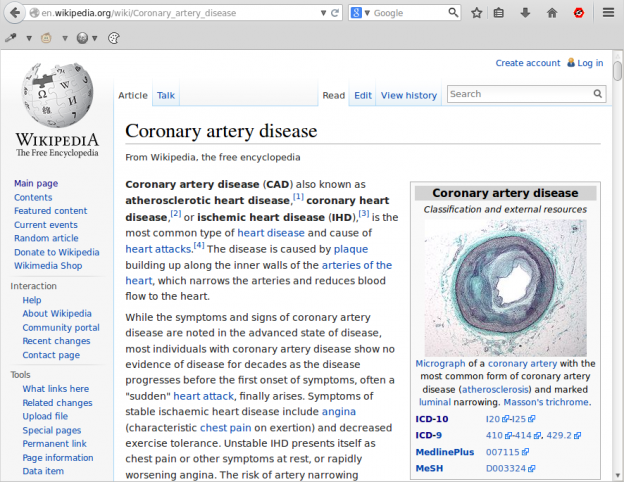 en.wikipedia.org/wiki/Coronary_artery_disease
Google
Create account Log in
Article Talk Read Edit View history Search
WIKIPEDIA
The Free Encyclopedia
Main page
Contents
Featured content
Current events
Random article
Donate to Wikipedia
Wikimedia Shop
Interaction
Help
About Wikipedia
Community portal
Recent changes
Contact page
Tools
What links here
Related changes
Upload file
Special pages
Permanent link
Page information
Data item
Coronary artery disease
From Wikipedia, the free encyclopedia
Coronary artery disease (CAD) also known as
atherosclerotic heart disease,[1] coronary heart
disease,[2] or ischemic heart disease (IHD),[3] is the
most common type of heart disease and cause of
heart attacks.[4] The disease is caused by plaque
building up along the inner walls of the arteries of the
heart, which narrows the arteries and reduces blood
flow to the heart.
While the symptoms and signs of coronary artery
disease are noted in the advanced state of disease,
most individuals with coronary artery disease show no
evidence of disease for decades as the disease
progresses before the first onset of symptoms, often a
"sudden" heart attack, finally arises. Symptoms of
stable ischaemic heart disease include angina
(characteristic chest pain on exertion) and decreased
exercise tolerance. Unstable IHD presents itself as
chest pain or other symptoms at rest, or rapidly
worsening angina. The risk of artery narrowing
Coronary artery disease
Classification and external resources
Micrograph of a coronary artery with the
most common form of coronary artery
disease (atherosclerosis) and marked
luminal narrowing. Masson's trichrome.
ICD-10 I20-I25
ICD-9 410-414, 429.2
MedlinePlus 007115
MeSH D003324